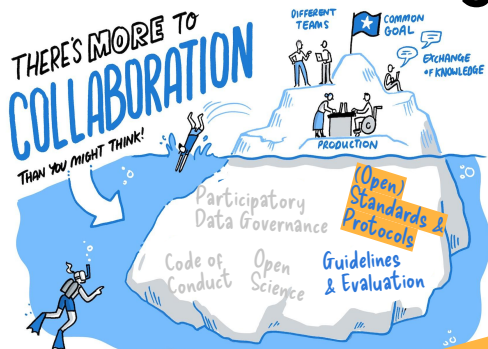 THERE'S MORE TO
COLLABORATION
THAN YOU MIGHT THINK!
DIFFERENT
TEAMS
COMMON
GOAL
EXCHANGE
OF KNOWLEDGE
PRODUCTION
Participatory
Data Governance
(Open)
Standards &
Protocols
Code of
Conduct
Open
Science
Guidelines
& Evaluation